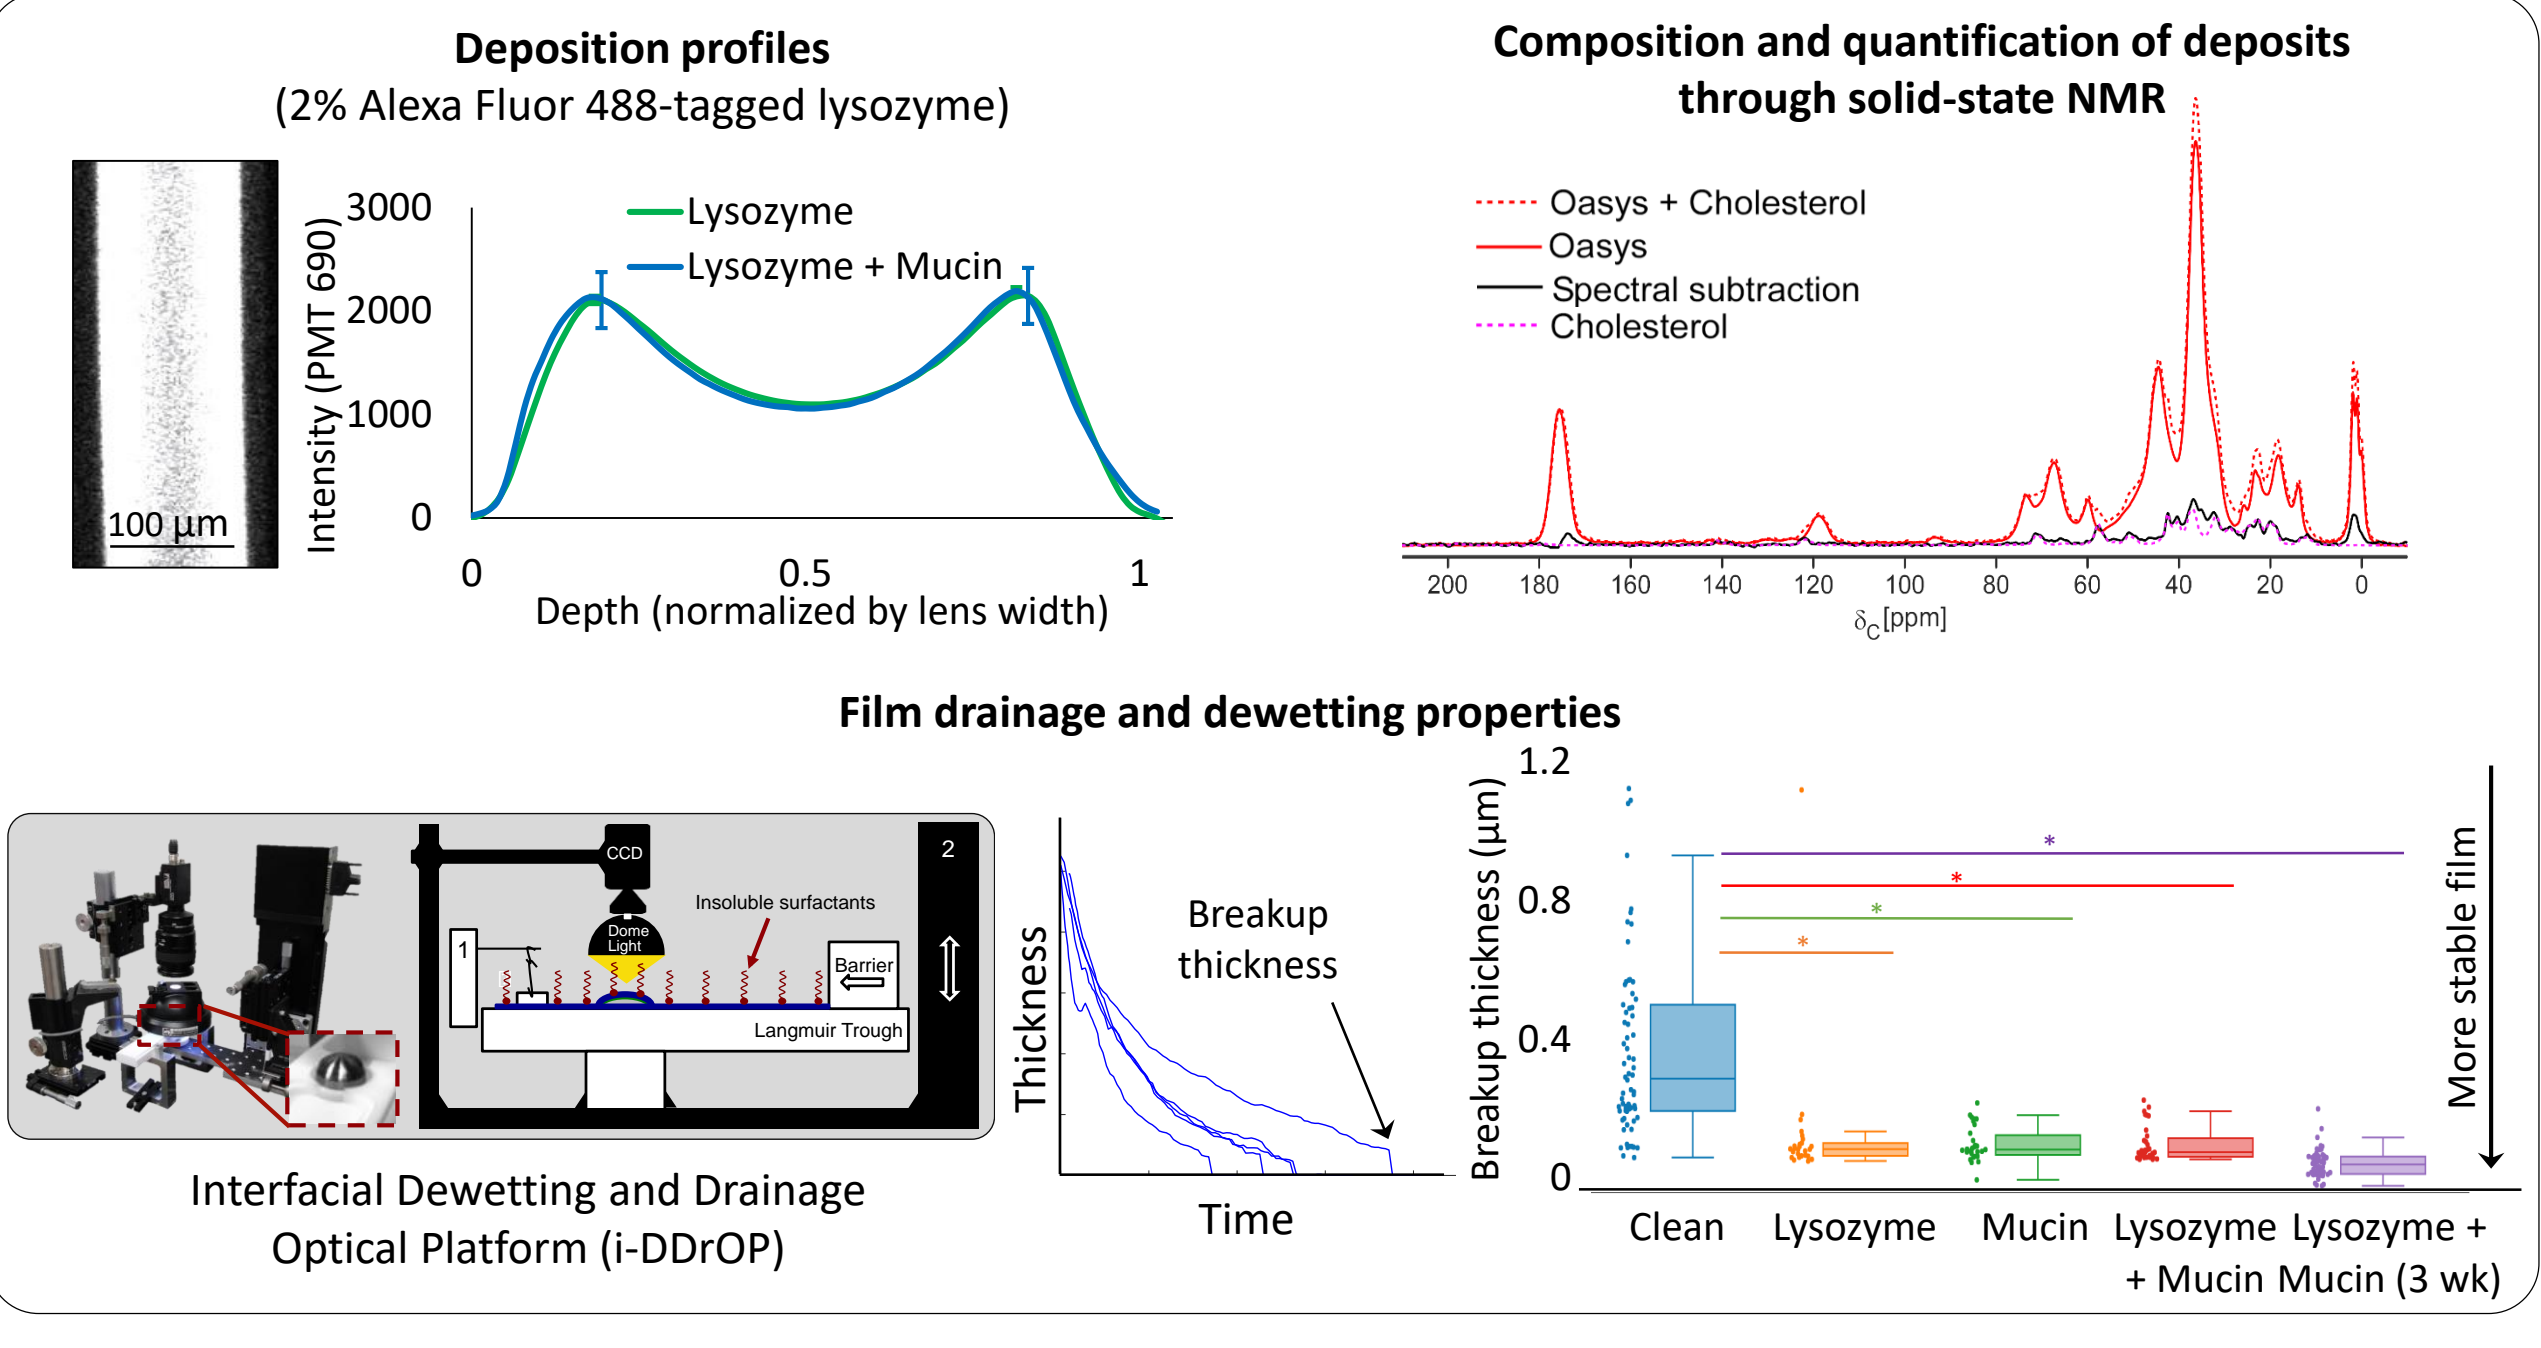 Deposition profiles
(2% Alexa Fluor 488-tagged lysozyme)
100 µm
Intensity (PMT 690)
3000
2000
1000
0
Lysozyme
Lysozyme + Mucin
0
0.5
1
Depth (normalized by lens width)
Composition and quantification of deposits
through solid-state NMR
Oasys + Cholesterol
Oasys
Spectral subtraction
Cholesterol
200
180
160
140
120
100
80
60
40
20
0
δC[ppm]
Film drainage and dewetting properties
CCD
2
Insoluble surfactants
Dome
Light
1
Barrier
Langmuir Trough
Interfacial Dewetting and Drainage
Optical Platform (i-DDrOP)
Thickness
Breakup
thickness
Time
Breakup thickness (µm)
1.2
0.8
0.4
0
*
*
*
*
More stable film
Clean
Lysozyme
Mucin
Lysozyme
+ Mucin
Lysozyme +
Mucin (3 wk)